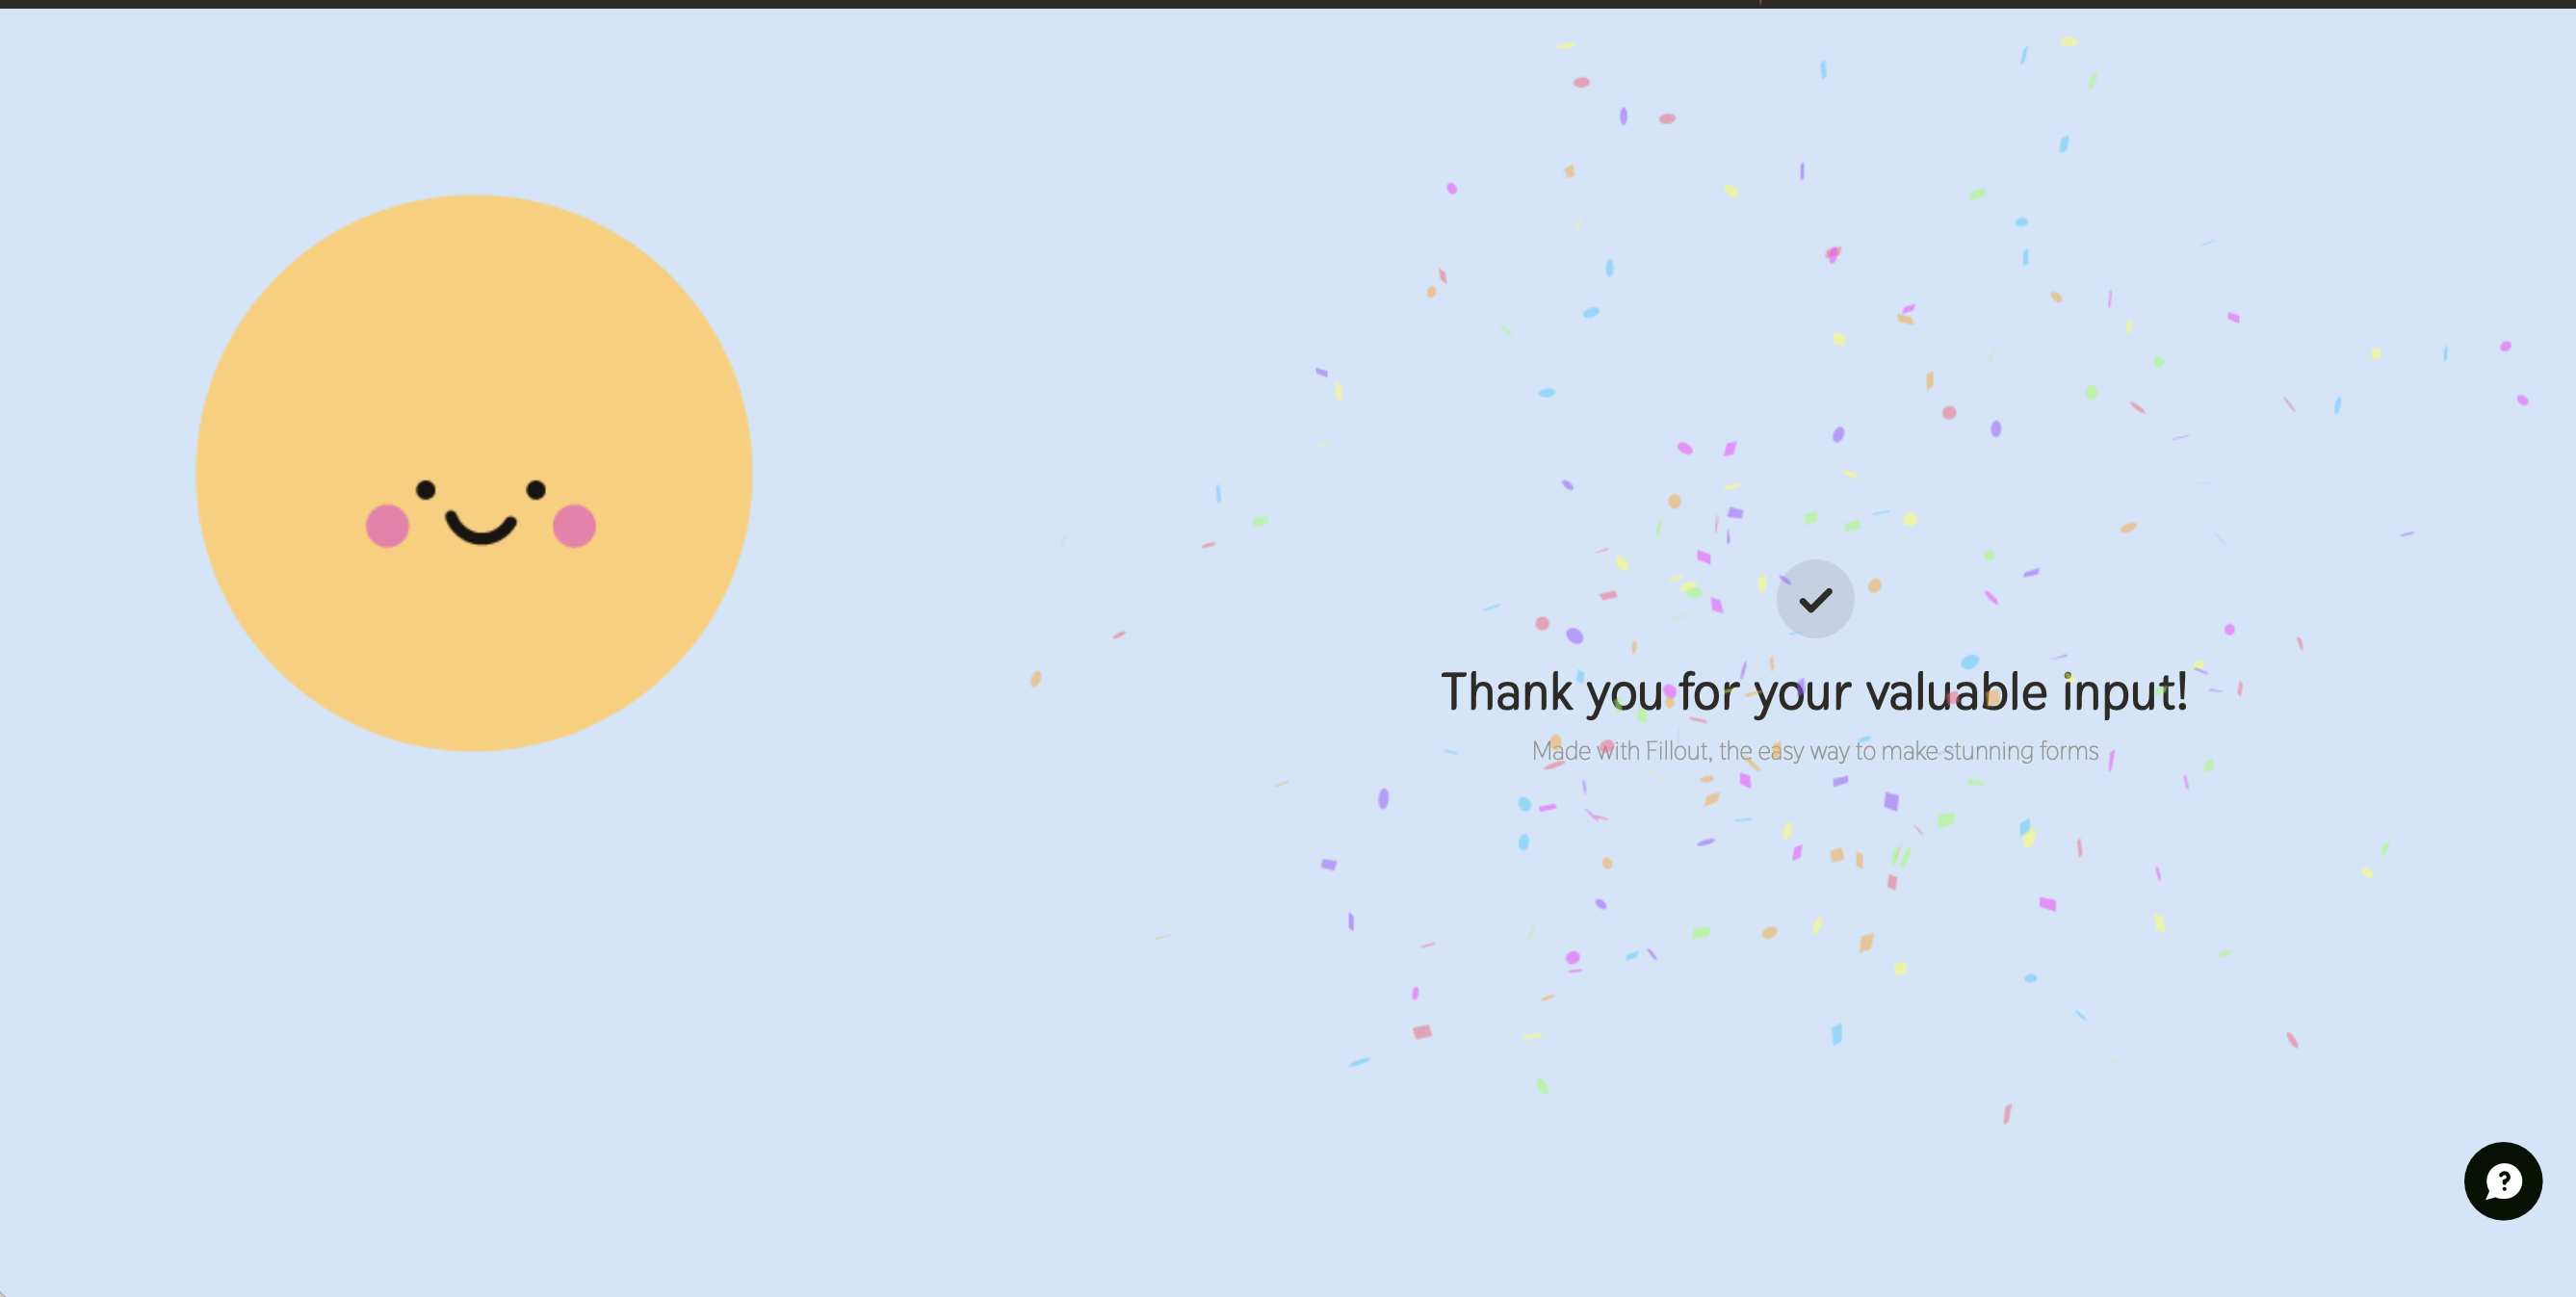 Thank you for your valuable input!
Made with Fillout, the easy way to make stunning forms
?